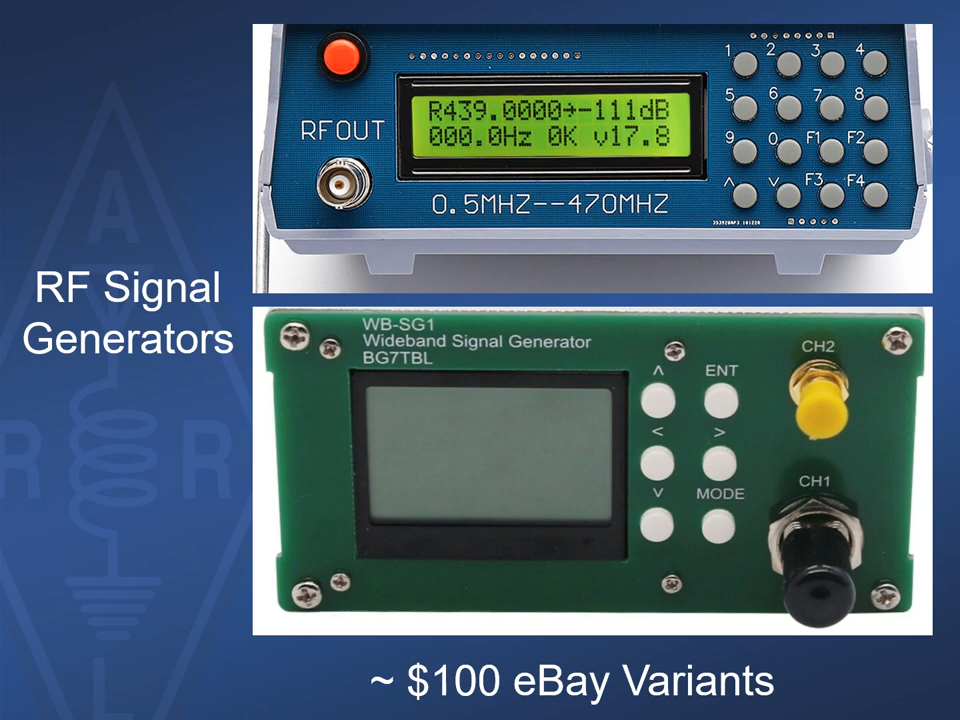 RF Signal
Generators
RFOUT
R439.0000→-111dB
000.0Hz 0K v17.8
0.5MHZ--470MHZ
1 2 3 4
5 6 7 8
9 0 F1 F2
^ v F3 F4
WB-SG1
Wideband Signal Generator
BG7TBL
^ ENT
< >
v MODE
CH2
CH1
~ $100 eBay Variants
A
R R
L